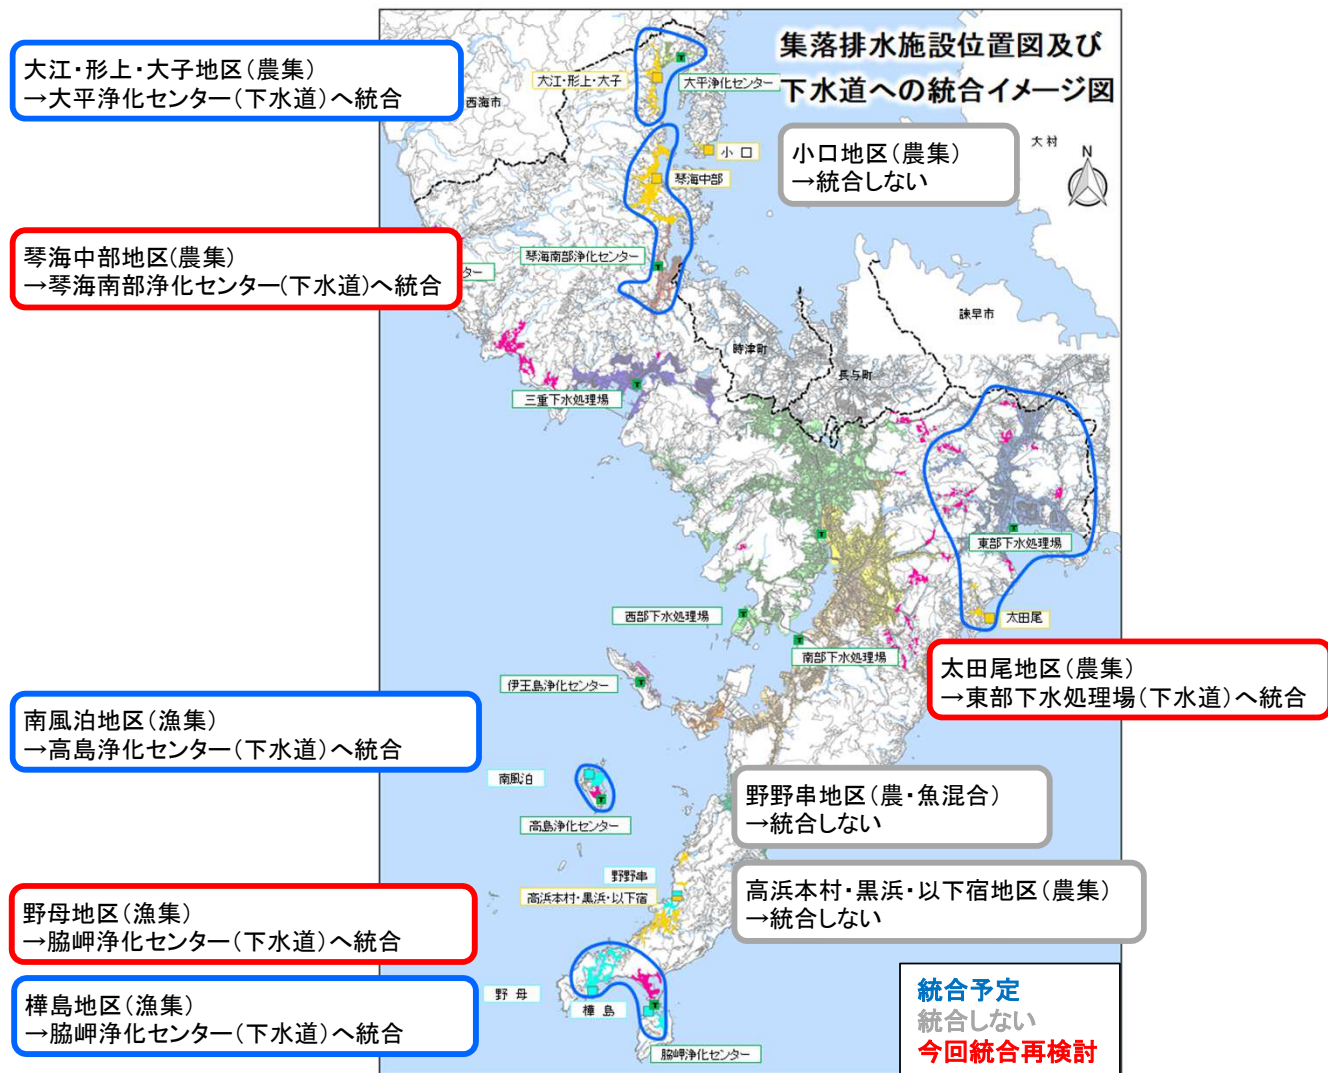 集落排水施設位置図及び
下水道への統合イメージ図
大江・形上・大子地区(農集)
→大平浄化センター(下水道)へ統合
西海市
大江・形上・大子
大平浄化センター
小口
琴海中部
小口地区(農集)
→統合しない
大村
N
琴海中部地区(農集)
→琴海南部浄化センター(下水道)へ統合
ター
琴海南部浄化センター
諫早市
時津町
長与町
三重下水処理場
東部下水処理場
太田尾
西部下水処理場
南部下水処理場
太田尾地区(農集)
→東部下水処理場(下水道)へ統合
伊王島浄化センター
南風泊地区(漁集)
→高島浄化センター(下水道)へ統合
南風泊
高島浄化センター
野野串地区(農・魚混合)
→統合しない
野野串
高浜本村・黒浜・以下宿
高浜本村・黒浜・以下宿地区(農集)
→統合しない
野母地区(漁集)
→脇岬浄化センター(下水道)へ統合
樺島地区(漁集)
→脇岬浄化センター(下水道)へ統合
野母
樺島
脇岬浄化センター
統合予定
統合しない
今回統合再検討